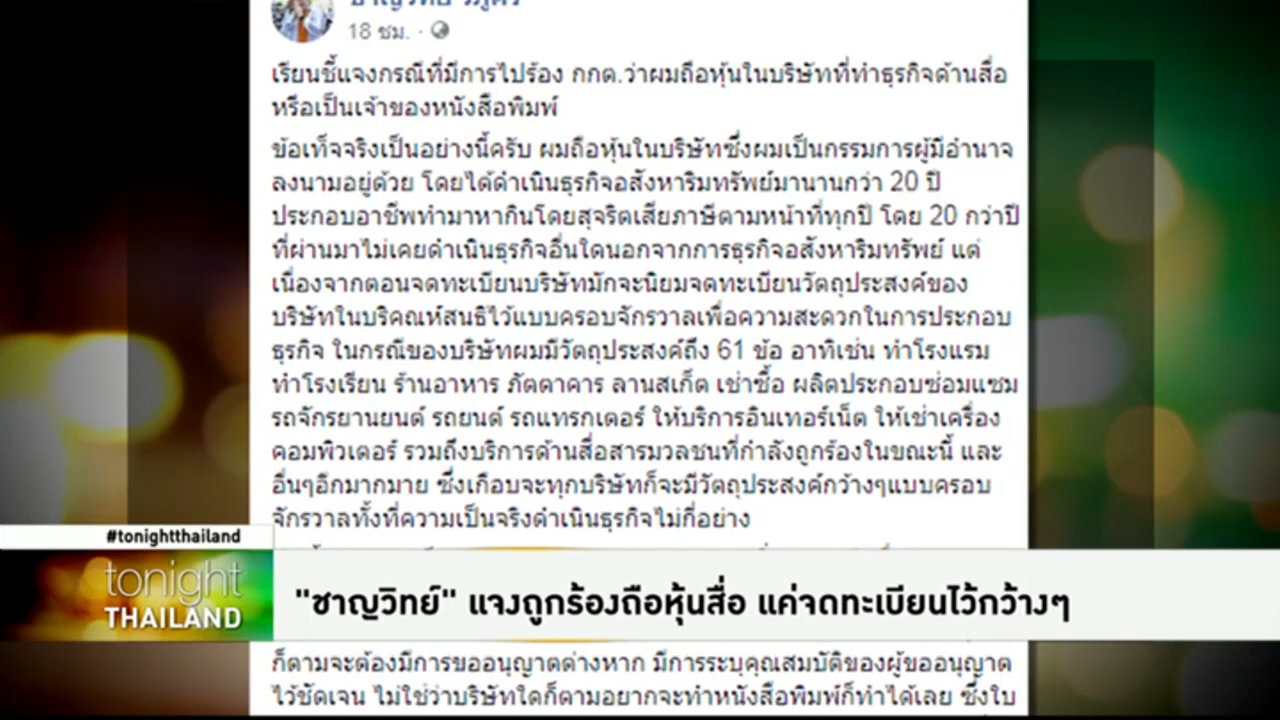 18 ชม. ·
เรียนชี้แจงกรณีที่มีการไปร้อง กกต.ว่าผมถือหุ้นในบริษัทที่ทำธุรกิจด้านสื่อ
หรือเป็นเจ้าของหนังสือพิมพ์
ข้อเท็จจริงเป็นอย่างนี้ครับ ผมถือหุ้นในบริษัทซึ่งผมเป็นกรรมการผู้มีอำนาจ
ลงนามอยู่ด้วย โดยได้ดำเนินธุรกิจอสังหาริมทรัพย์มานานกว่า 20 ปี
ประกอบอาชีพทำมาหากินโดยสุจริตเสียภาษีตามหน้าที่ทุกปี โดย 20 กว่าปี
ที่ผ่านมาไม่เคยดำเนินธุรกิจอื่นใดนอกจากการธุรกิจอสังหาริมทรัพย์ แต่
เนื่องจากตอนจดทะเบียนบริษัทมักจะนิยมจดทะเบียนวัตถุประสงค์ของ
บริษัทในบริคณห์สนธิไว้แบบครอบจักรวาลเพื่อความสะดวกในการประกอบ
ธุรกิจ ในกรณีของบริษัทผมมีวัตถุประสงค์ถึง 61 ข้อ อาทิเช่น ทำโรงแรม
ทำโรงเรียน ร้านอาหาร ภัตตาคาร ลานสเก็ต เช่าซื้อ ผลิตประกอบซ่อมแซม
รถจักรยานยนต์ รถยนต์ รถแทรกเตอร์ ให้บริการอินเทอร์เน็ต ให้เช่าเครื่อง
คอมพิวเตอร์ รวมถึงบริการด้านสื่อสารมวลชนที่กำลังถูกร้องในขณะนี้ และ
อื่นๆอีกมากมาย ซึ่งเกือบจะทุกบริษัทก็จะมีวัตถุประสงค์กว้างๆแบบครอบ
จักรวาลทั้งที่ความเป็นจริงดำเนินธุรกิจไม่กี่อย่าง
#tonightthailand
tonight
THAILAND
"ชาญวิทย์" แจงถูกร้องถือหุ้นสื่อ แค่จดทะเบียนไว้กว้างๆ
ก็ตามจะต้องมีการขออนุญาตต่างหาก มีการระบุคุณสมบัติของผู้ขออนุญาต
ไว้ชัดเจน ไม่ใช่ว่าบริษัทใดก็ตามอยากจะทำหนังสือพิมพ์ก็ทำได้เลย ซึ่งใบ